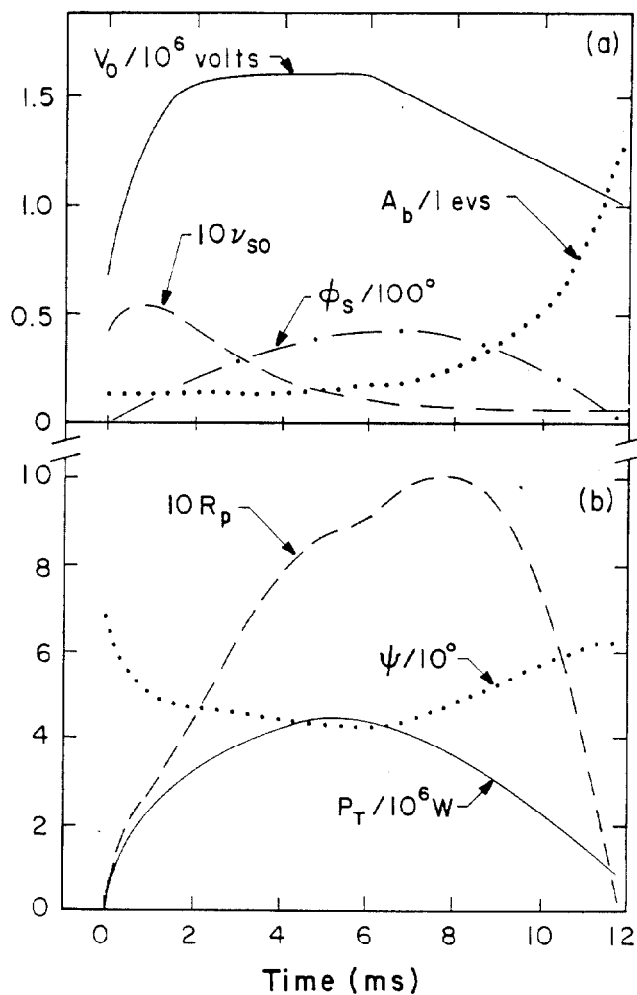 (a)
V₀/10⁶ volts
1.5
A_b/1 evs
1.0
10ν_so
ϕ_s/100°
0.5
0
10
(b)
10R_p
8
ψ/10°
6
4
P_T/10⁶W
2
0
0 2 4 6 8 10 12
Time (ms)